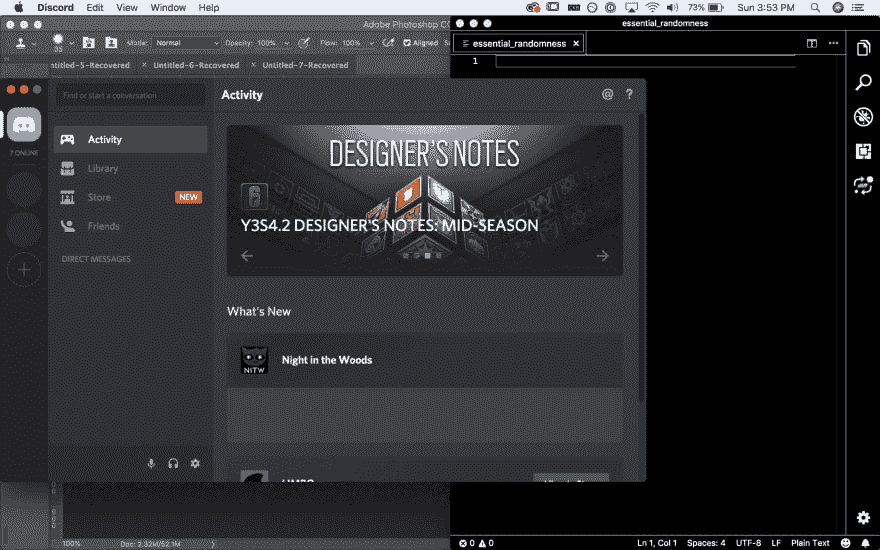 Discord Edit View Window Help 73% Sun 3:53 PM
Adobe Photoshop CC
essential_randomness
35 Mode: Normal Opacity: 100% Flow: 100% Aligned
essential_randomness
ntitled-5-Recovered Untitled-6-Recovered Untitled-7-Recovered
1
Find or start a conversation
Activity
@ ?
7 ONLINE
Activity
Library
Store NEW
Friends
DIRECT MESSAGES
DESIGNER'S NOTES
6
Y3S4.2 DESIGNER'S NOTES: MID-SEASON
What's New
NITW
Night in the Woods
100% Doc: 2.32M/52.1M
0 0 Ln 1, Col 1 Spaces: 4 UTF-8 LF Plain Text